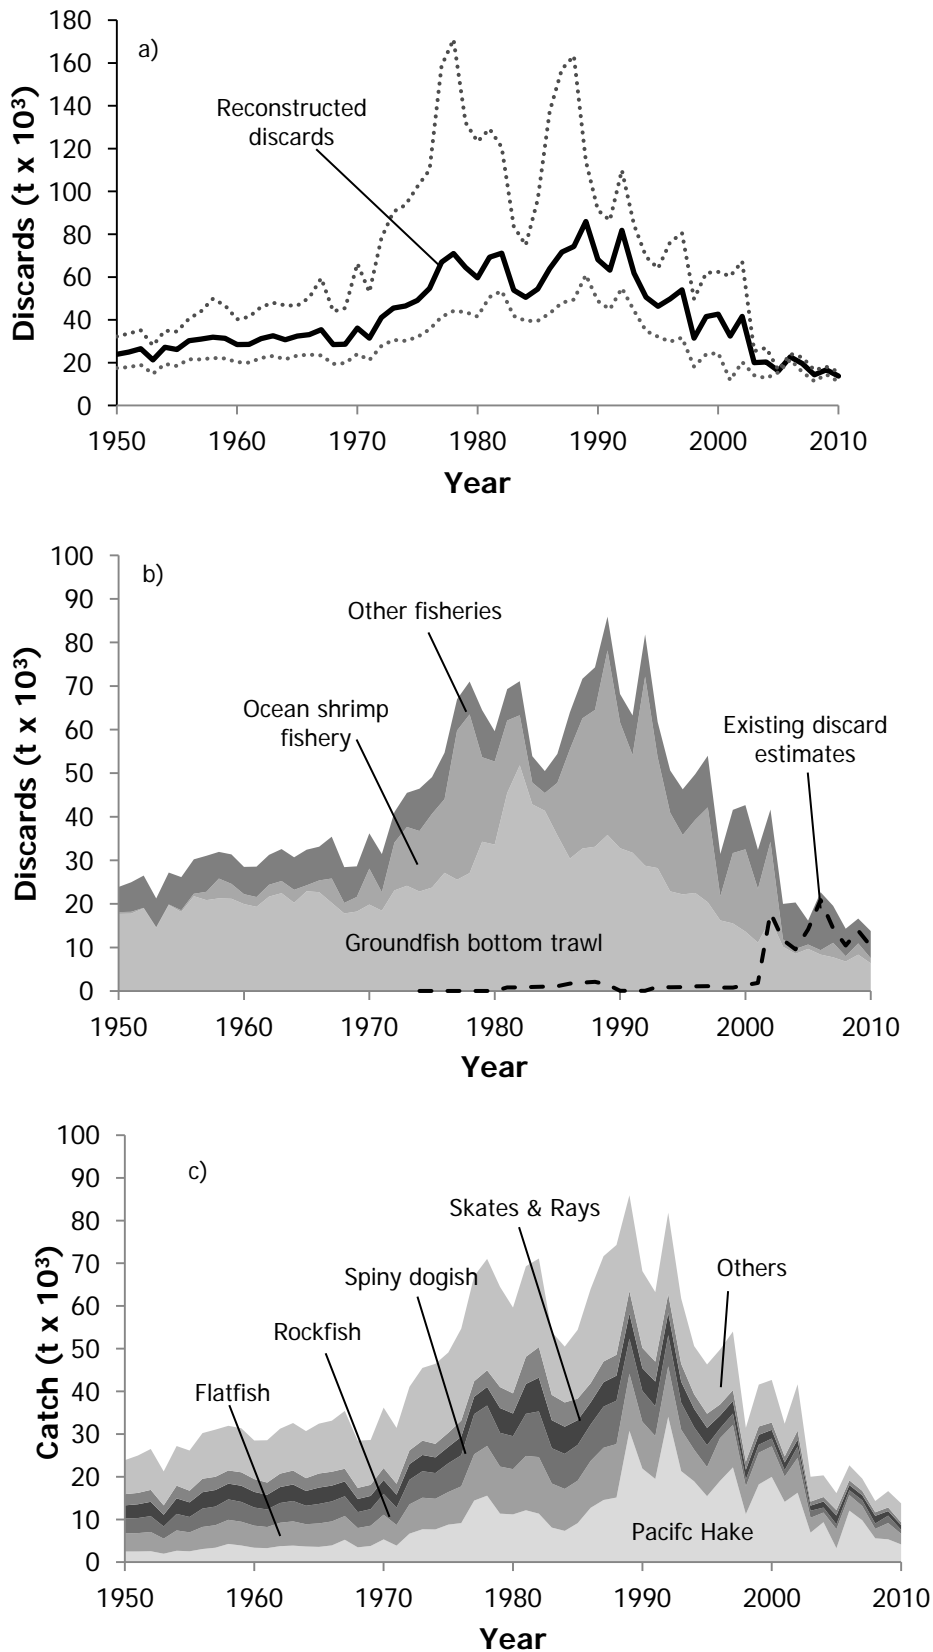 a)
Discards (t x 10³)
180
160
140
120
100
80
60
40
20
0
Reconstructed
discards
1950 1960 1970 1980 1990 2000 2010
Year
b)
Discards (t x 10³)
100
90
80
70
60
50
40
30
20
10
0
Other fisheries
Ocean shrimp
fishery
Existing discard
estimates
Groundfish bottom trawl
1950 1960 1970 1980 1990 2000 2010
Year
c)
Catch (t x 10³)
100
90
80
70
60
50
40
30
20
10
0
Skates & Rays
Spiny dogish
Others
Rockfish
Flatfish
Pacifc Hake
1950 1960 1970 1980 1990 2000 2010
Year